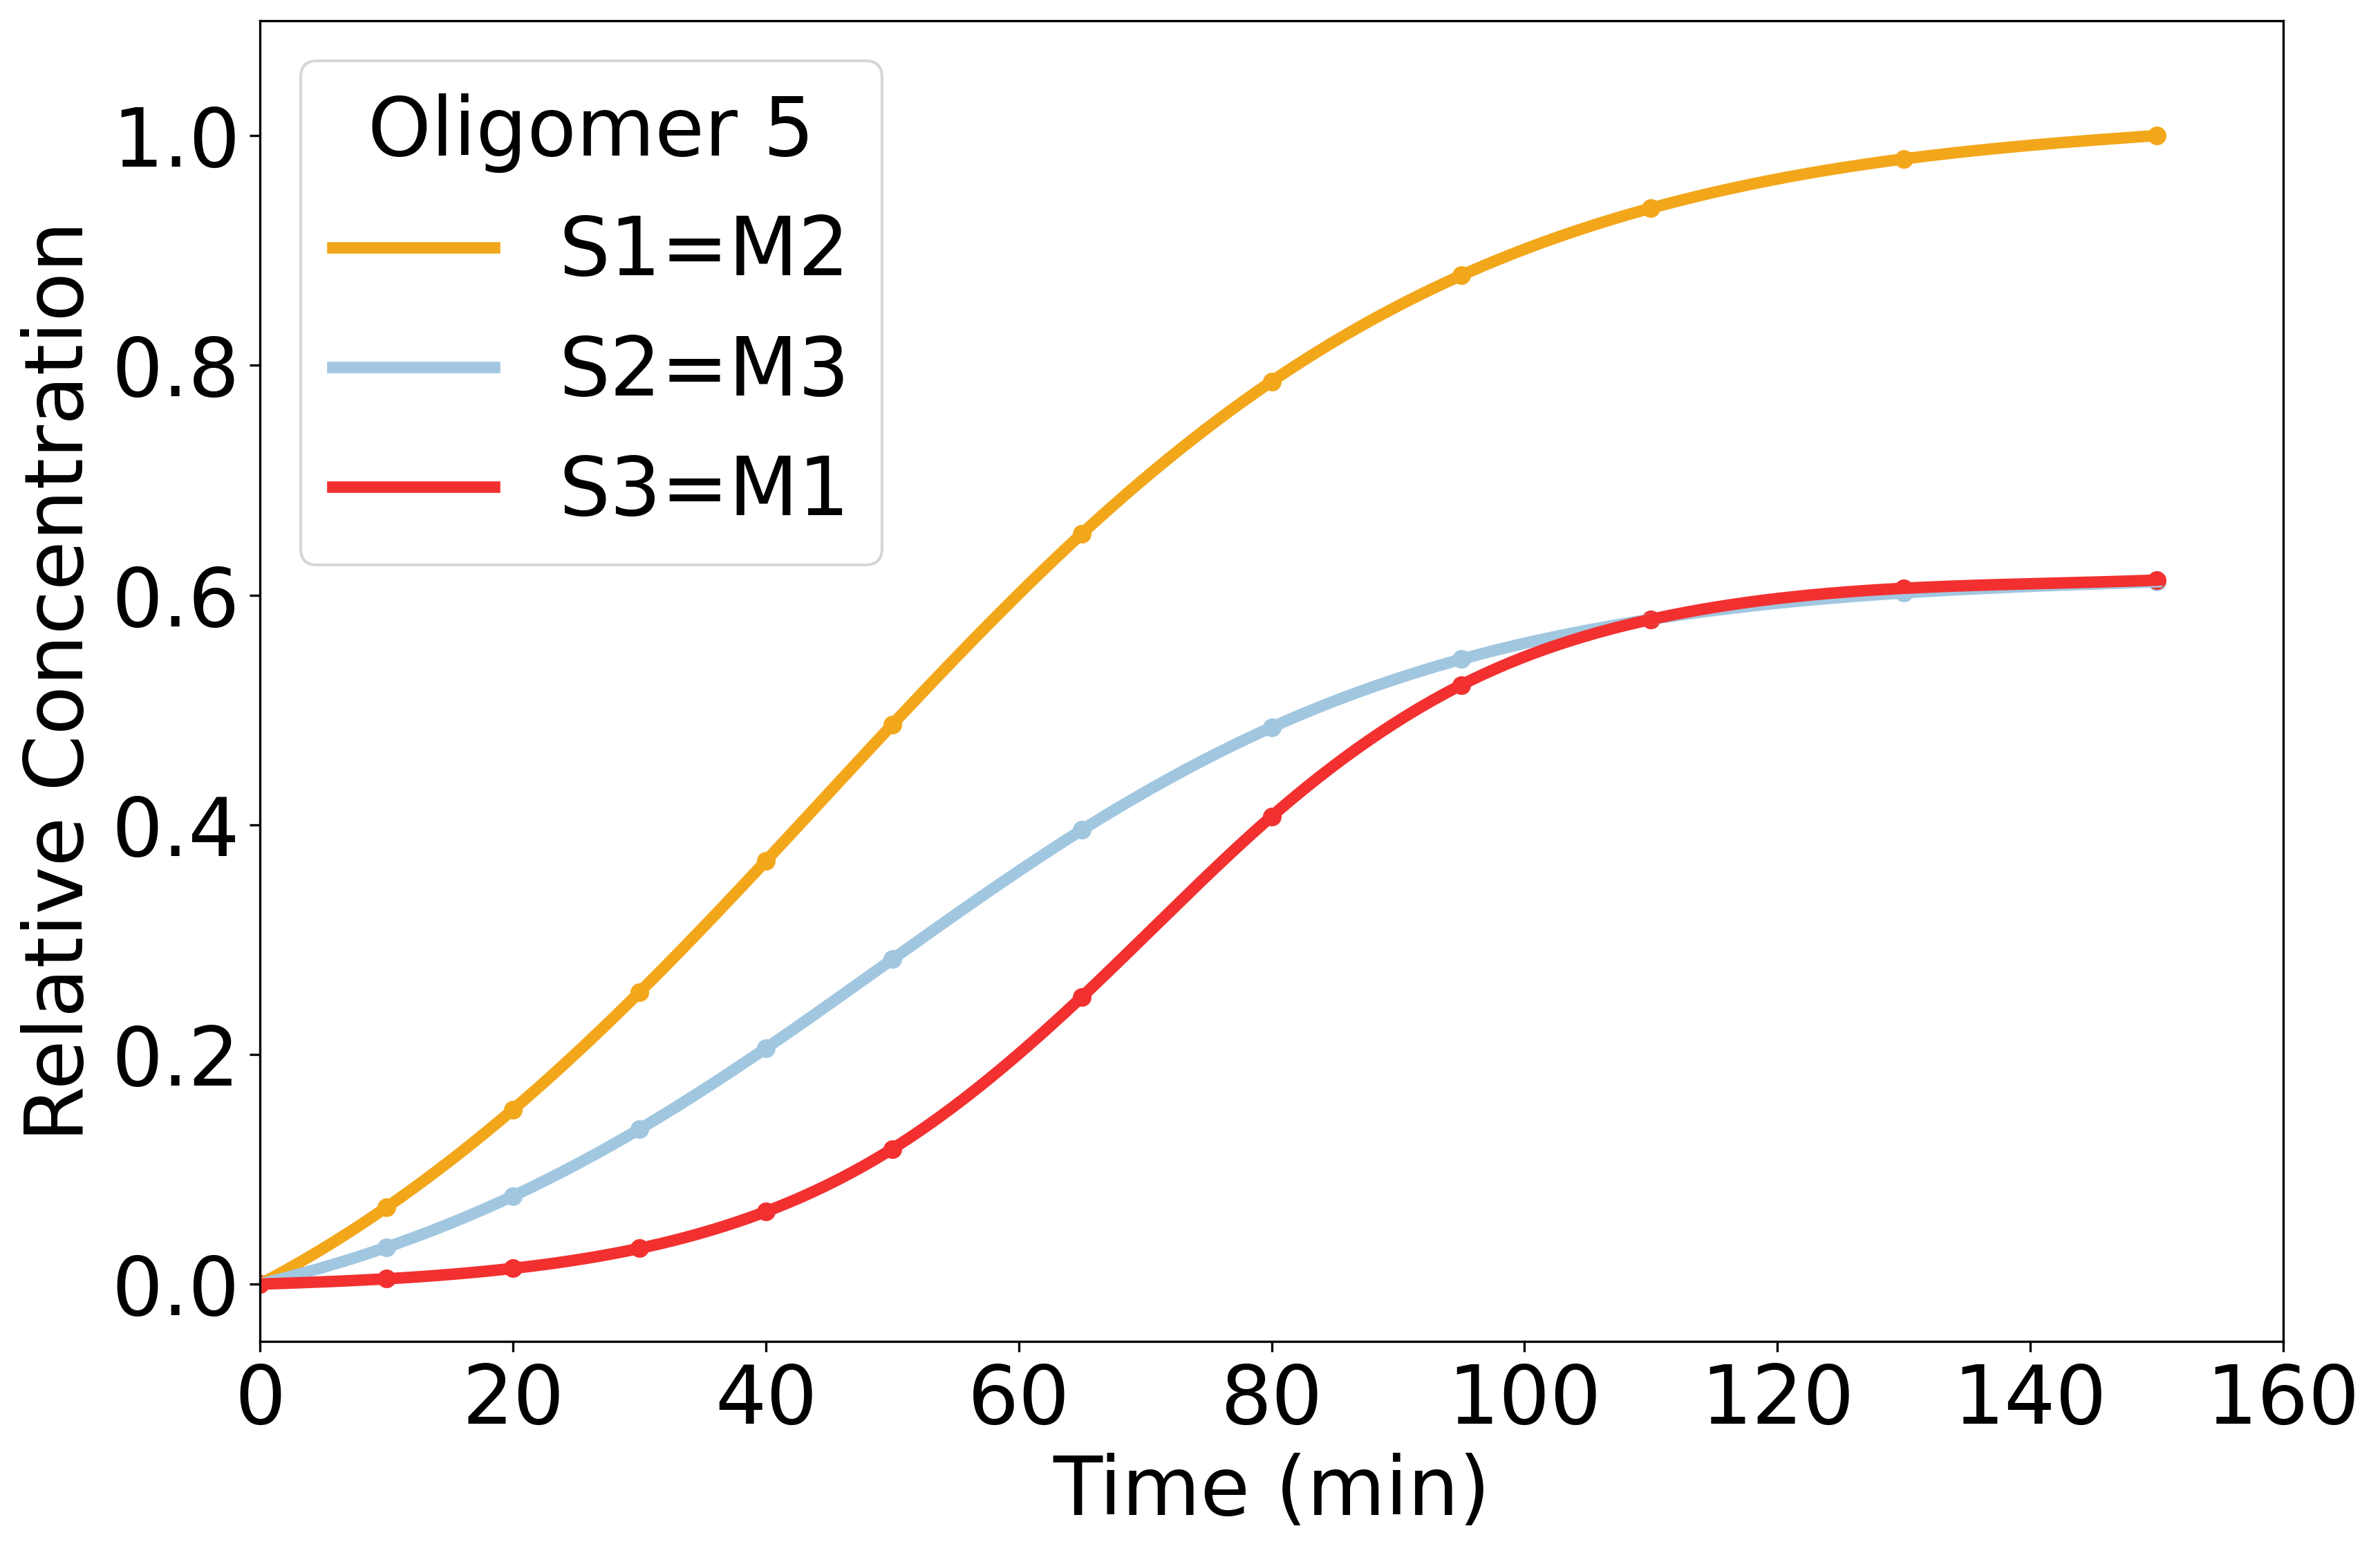 Oligomer 5
S1=M2
S2=M3
S3=M1
Relative Concentration
1.0
0.8
0.6
0.4
0.2
0.0
0 20 40 60 80 100 120 140 160
Time (min)